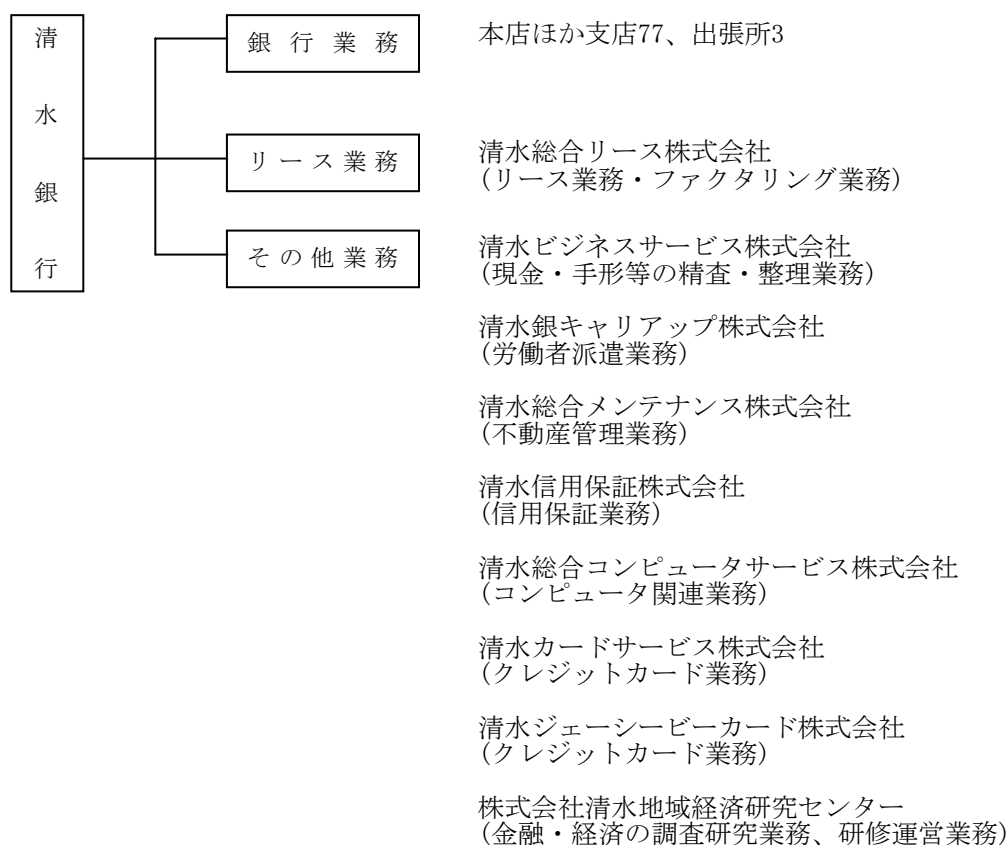 清水銀行
銀行業務
本店ほか支店77、出張所3
リース業務
清水総合リース株式会社
(リース業務・ファクタリング業務)
その他業務
清水ビジネスサービス株式会社
(現金・手形等の精査・整理業務)
清水銀キャリアップ株式会社
(労働者派遣業務)
清水総合メンテナンス株式会社
(不動産管理業務)
清水信用保証株式会社
(信用保証業務)
清水総合コンピュータサービス株式会社
(コンピュータ関連業務)
清水カードサービス株式会社
(クレジットカード業務)
清水ジェーシービーカード株式会社
(クレジットカード業務)
株式会社清水地域経済研究センター
(金融・経済の調査研究業務、研修運営業務)